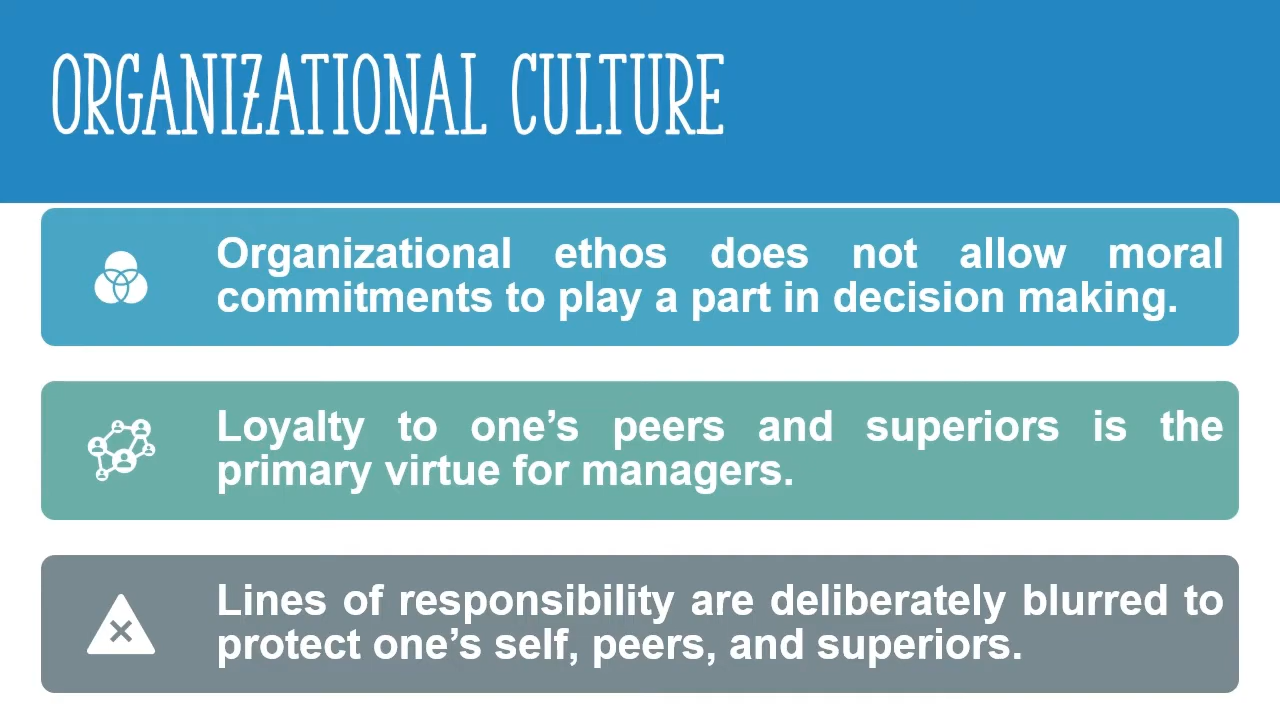 ORGANIZATIONAL CULTURE
Organizational ethos does not allow moral
commitments to play a part in decision making.
Loyalty to one’s peers and superiors is the
primary virtue for managers.
Lines of responsibility are deliberately blurred to
protect one’s self, peers, and superiors.